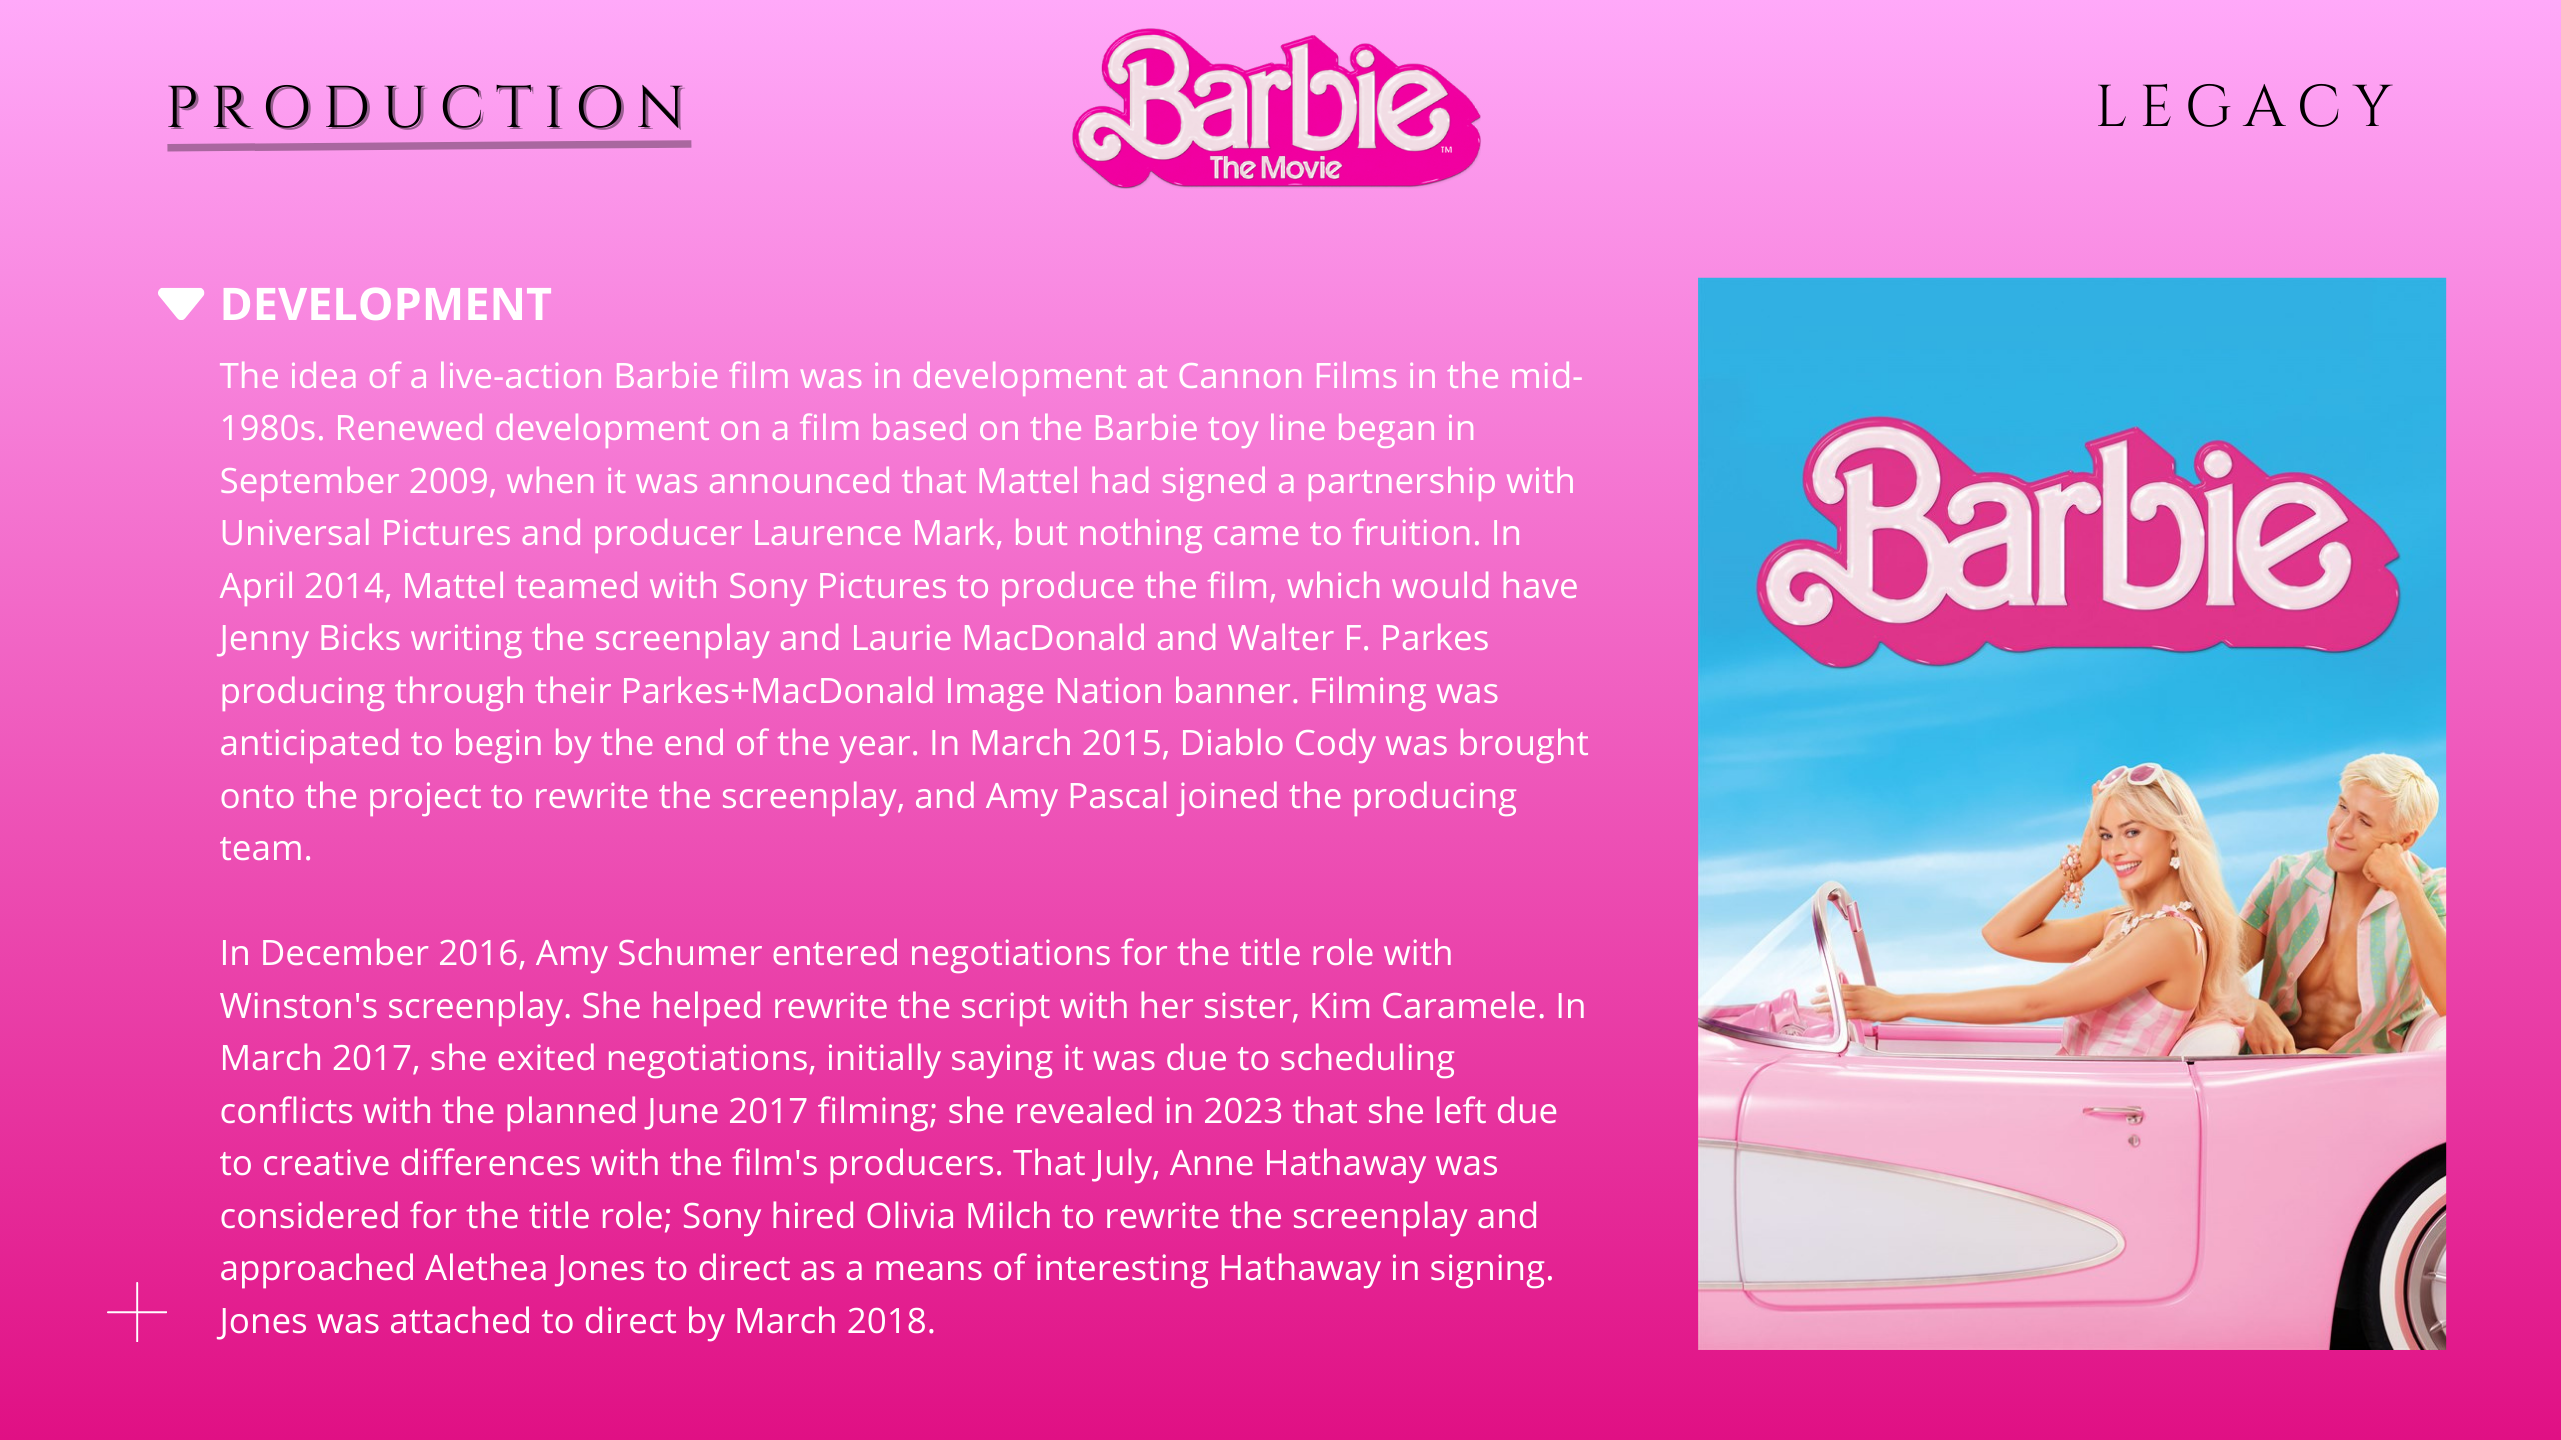 PRODUCTION
Barbie
The Movie
TM
LEGACY
DEVELOPMENT
The idea of a live-action Barbie film was in development at Cannon Films in the mid-
1980s. Renewed development on a film based on the Barbie toy line began in
September 2009, when it was announced that Mattel had signed a partnership with
Universal Pictures and producer Laurence Mark, but nothing came to fruition. In
April 2014, Mattel teamed with Sony Pictures to produce the film, which would have
Jenny Bicks writing the screenplay and Laurie MacDonald and Walter F. Parkes
producing through their Parkes+MacDonald Image Nation banner. Filming was
anticipated to begin by the end of the year. In March 2015, Diablo Cody was brought
onto the project to rewrite the screenplay, and Amy Pascal joined the producing
team.
In December 2016, Amy Schumer entered negotiations for the title role with
Winston's screenplay. She helped rewrite the script with her sister, Kim Caramele. In
March 2017, she exited negotiations, initially saying it was due to scheduling
conflicts with the planned June 2017 filming; she revealed in 2023 that she left due
to creative differences with the film's producers. That July, Anne Hathaway was
considered for the title role; Sony hired Olivia Milch to rewrite the screenplay and
approached Alethea Jones to direct as a means of interesting Hathaway in signing.
Jones was attached to direct by March 2018.
Barbie